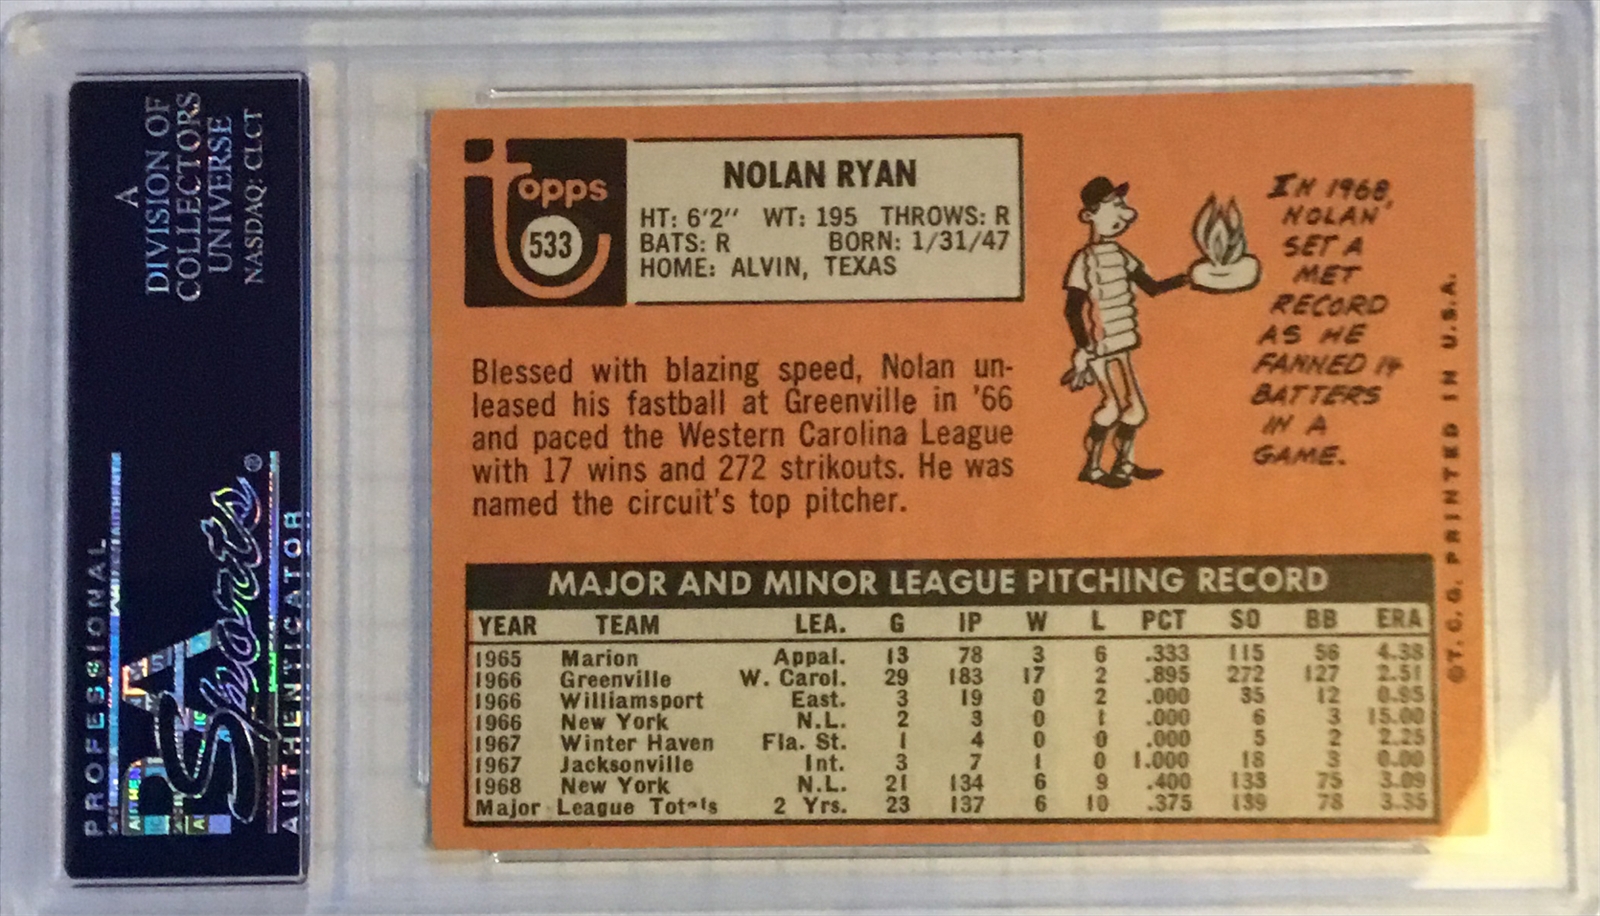 A
DIVISION OF
COLLECTORS
UNIVERSE
NASDAQ: CLCT
PROFESSIONAL
PSA
Sports®
AUTHENTICATOR
Topps
533
NOLAN RYAN
HT: 6'2" WT: 195 THROWS: R
BATS: R BORN: 1/31/47
HOME: ALVIN, TEXAS
Blessed with blazing speed, Nolan un-
leased his fastball at Greenville in '66
and paced the Western Carolina League
with 17 wins and 272 strikouts. He was
named the circuit's top pitcher.
IN 1968,
NOLAN
SET A
MET
RECORD
AS HE
FANNED 14
BATTERS
IN A
GAME.
MAJOR AND MINOR LEAGUE PITCHING RECORD
YEAR TEAM LEA. G IP W L PCT SO BB ERA
1965 Marion Appal. 13 78 3 6 .333 115 56 4.38
1966 Greenville W. Carol. 29 183 17 2 .895 272 127 2.51
1966 Williamsport East. 3 19 0 2 .000 35 12 0.95
1966 New York N.L. 2 3 0 1 .000 6 3 15.00
1967 Winter Haven Fla. St. 1 4 0 0 .000 5 2 2.25
1967 Jacksonville Int. 3 7 1 0 1.000 18 3 0.00
1968 New York N.L. 21 134 6 9 .400 133 75 3.09
Major League Totals 2 Yrs. 23 137 6 10 .375 139 78 3.35
©T.C.G. PRINTED IN U.S.A.